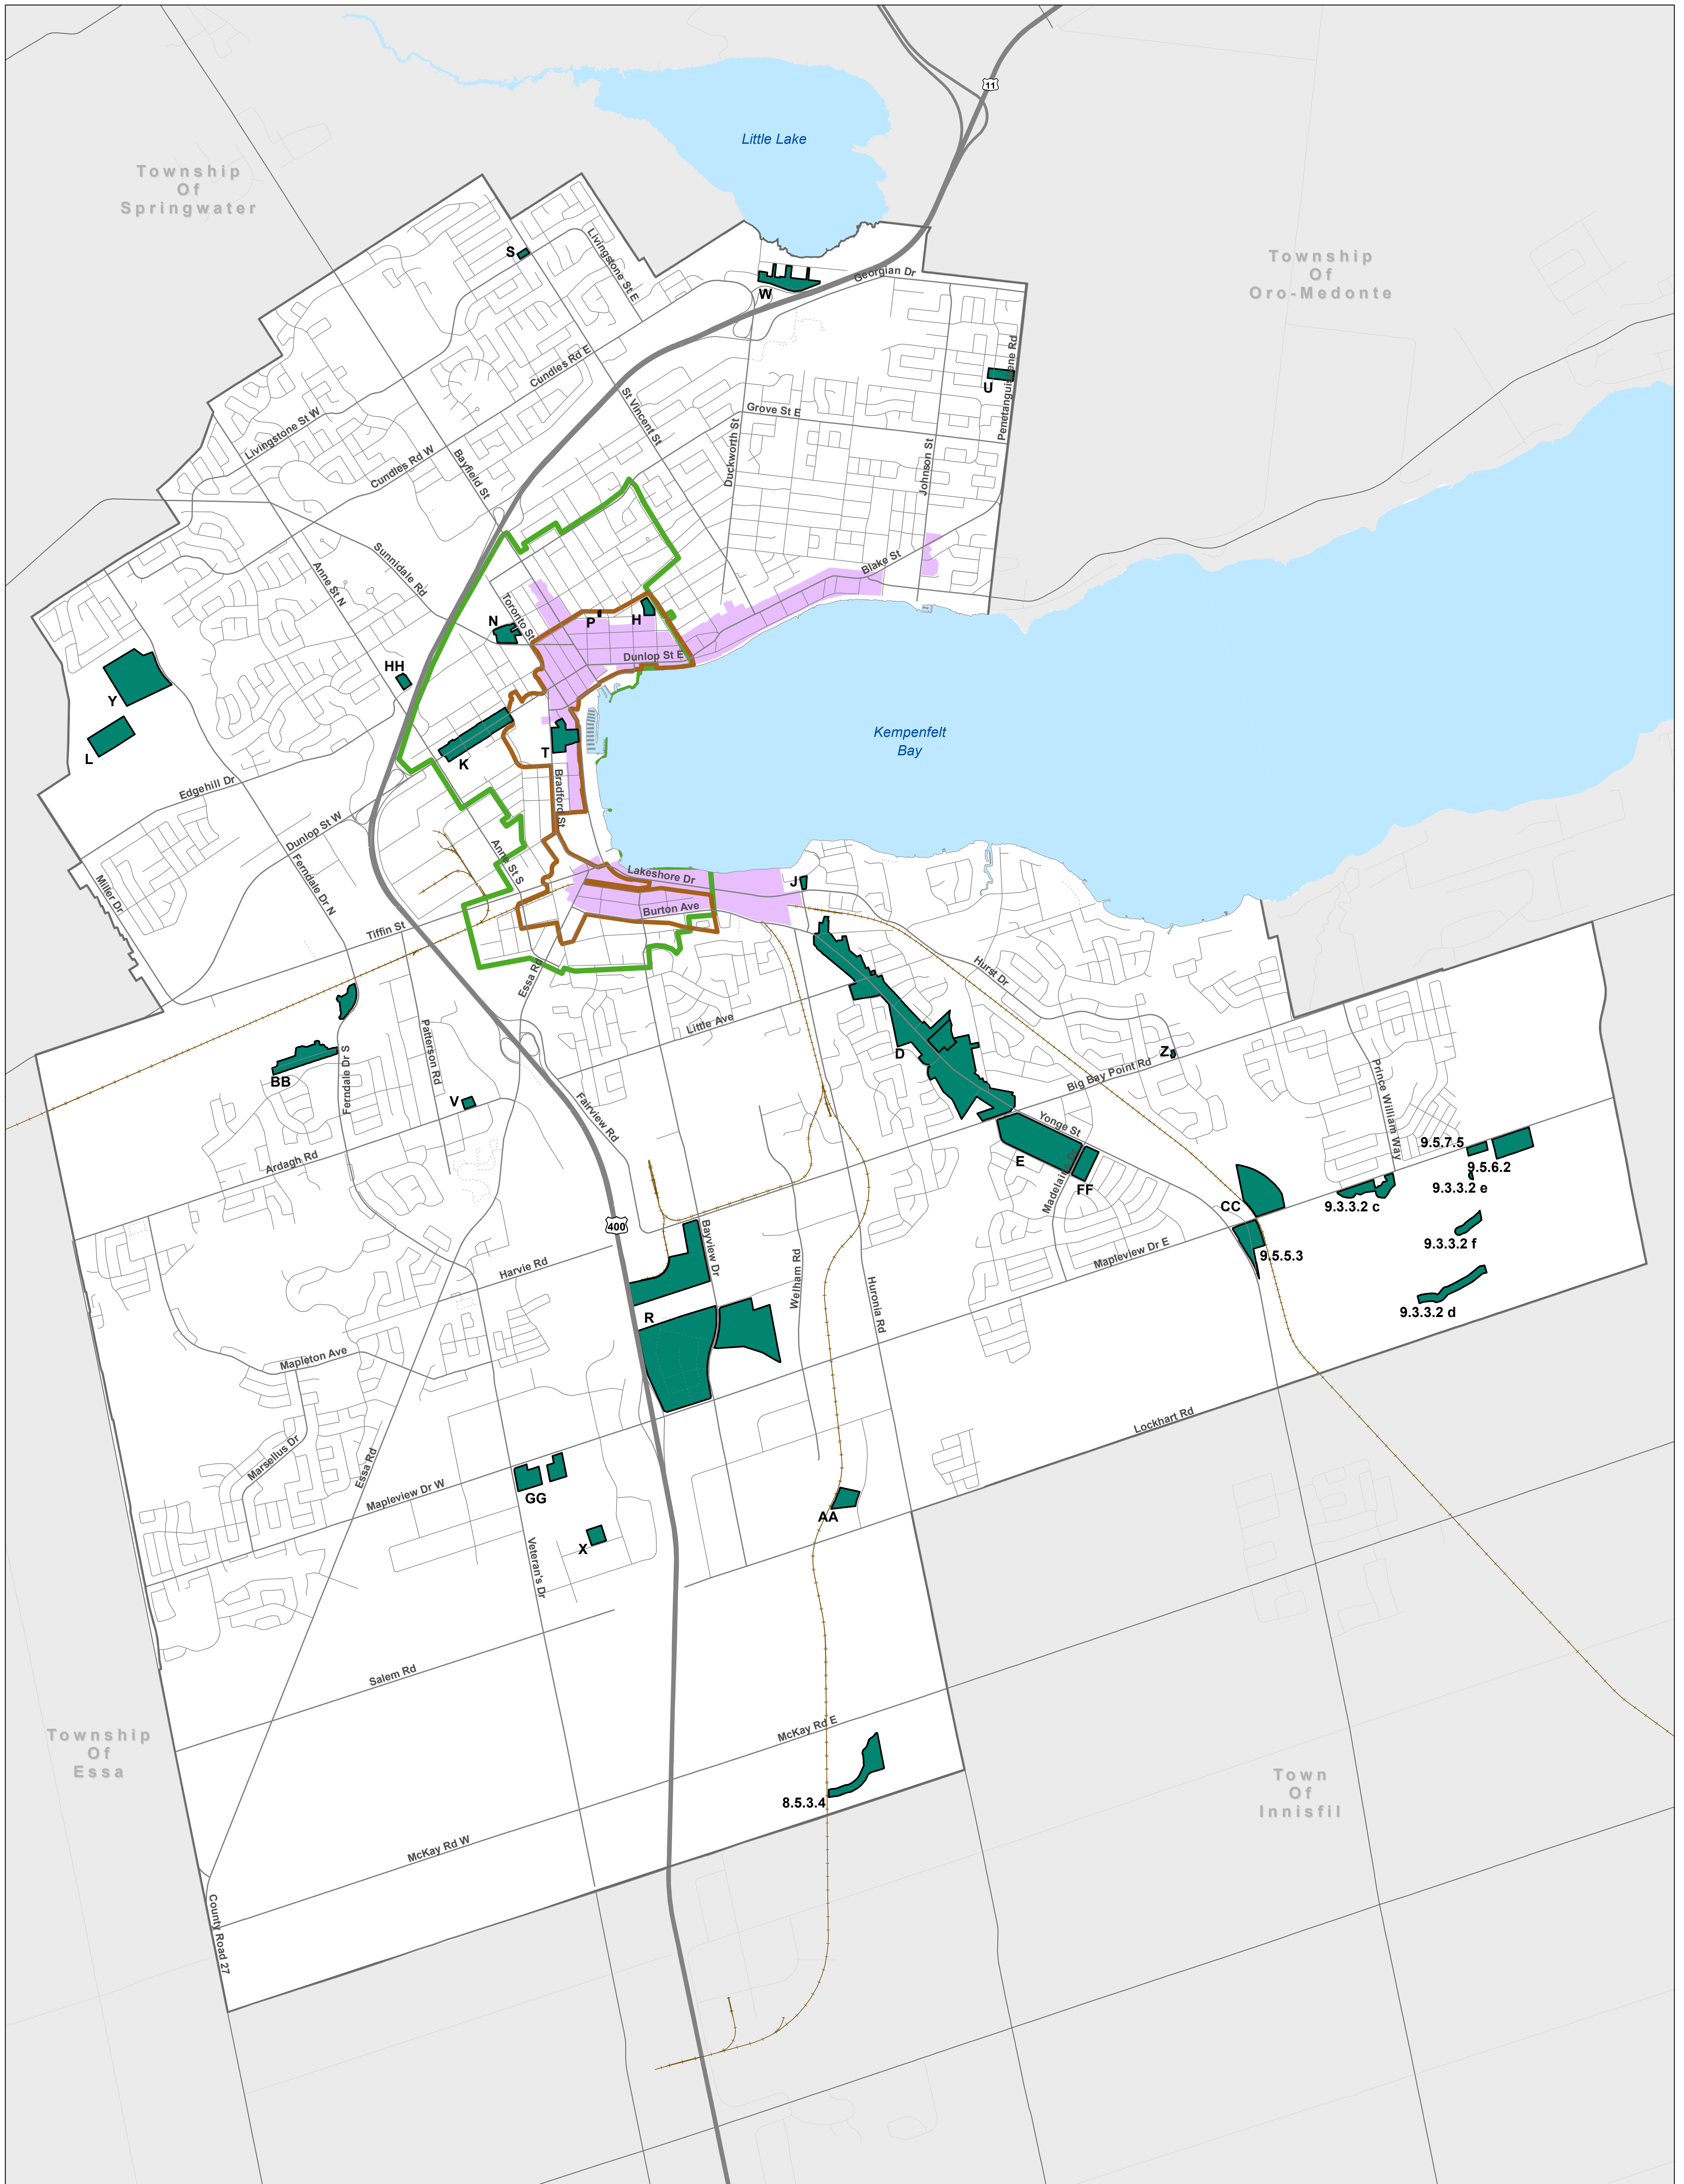 11
Little Lake
Township
Of
Springwater
Township
Of
Oro-Medonte
S
Livingstone St E
W
Georgian Dr
Cundles Rd E
U
Penetanguishene Rd
St Vincent St
Grove St E
Livingstone St W
Cundles Rd W
Bayfield St
Duckworth St
Johnson St
Sunnidale Rd
Anne St N
Blake St
Toronto St
N
P
H
Dunlop St E
HH
Y
L
K
T
Kempenfelt
Bay
Edgehill Dr
Bradford St
Dunlop St W
Ferndale Dr N
Miller Dr
Anne St S
Lakeshore Dr
J
Burton Ave
Tiffin St
Essa Rd
Hurst Dr
Little Ave
D
Z
Big Bay Point Rd
BB
Ferndale Dr S
Patterson Rd
V
Fairview Rd
Yonge St
Prince William Way
9.5.7.5
9.5.6.2
Ardagh Rd
E
FF
9.3.3.2 e
9.3.3.2 c
CC
400
Bayview Dr
Mapleview Dr E
9.5.5.3
9.3.3.2 f
Harvie Rd
Welham Rd
Huronia Rd
9.3.3.2 d
R
Mapleton Ave
Lockhart Rd
Marsellus Dr
Essa Rd
Mapleview Dr W
GG
AA
X
Veteran's Dr
Salem Rd
McKay Rd E
Township
Of
Essa
Town
Of
Innisfil
8.5.3.4
McKay Rd W
County Road 27